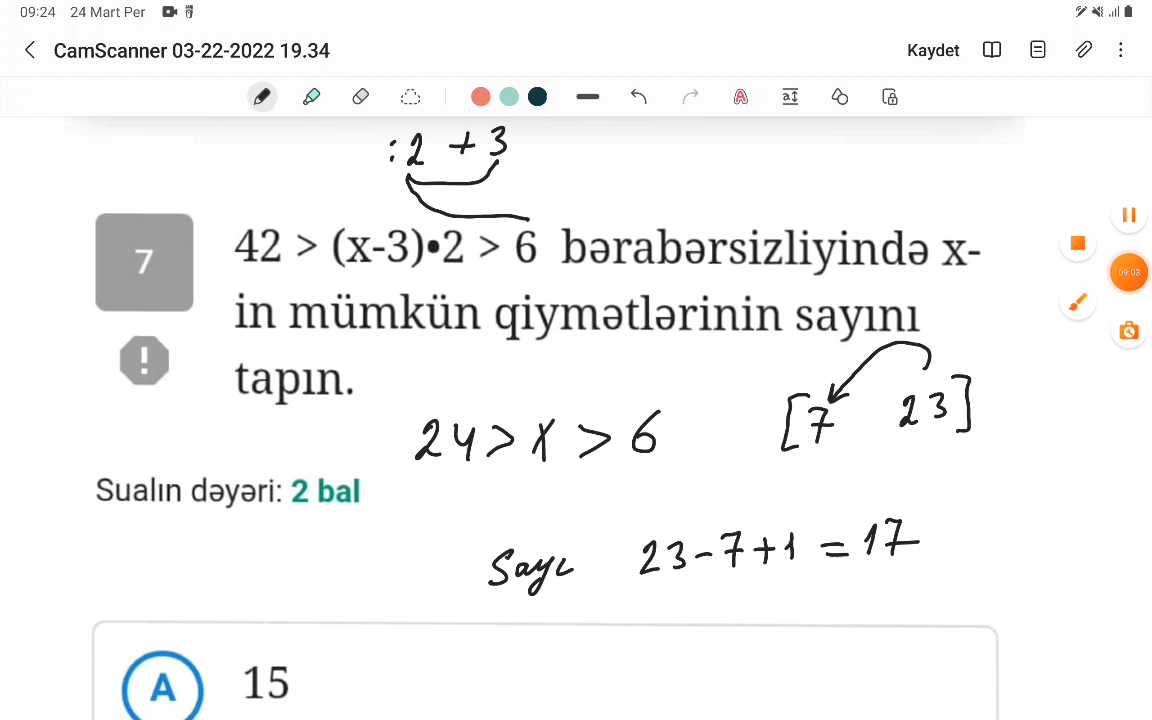 09:24 24 Mart Per
CamScanner 03-22-2022 19.34 Kaydet
:2 +3
7 42 > (x-3)•2 > 6 bərabərsizliyində x-
in mümkün qiymətlərinin sayını
tapın.
[7 23]
24>x>6
Sualın dəyəri: 2 bal
Sayı 23-7+1=17
A 15
09:03